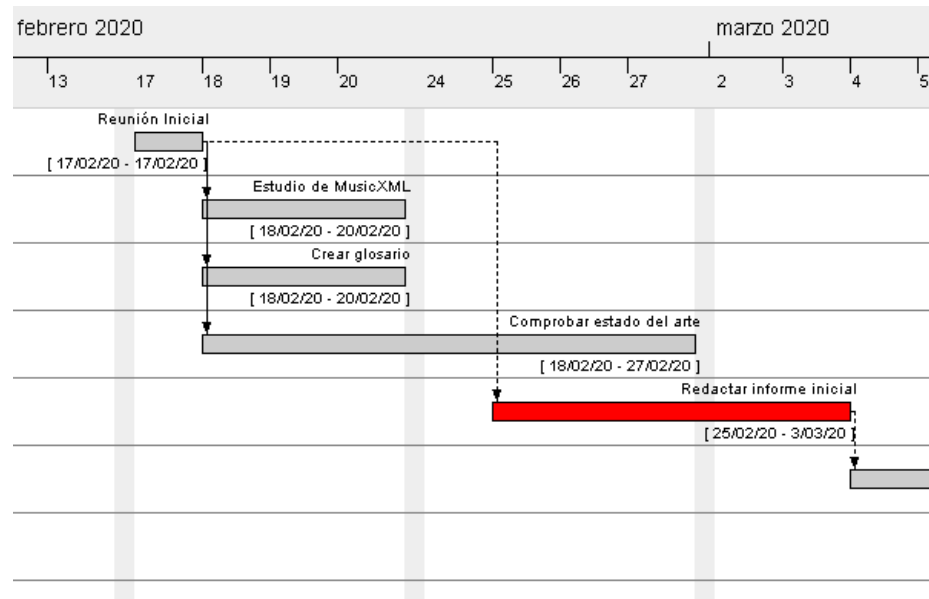 febrero 2020 marzo 2020
13 17 18 19 20 24 25 26 27 2 3 4 5
Reunión Inicial
[ 17/02/20 - 17/02/20 ]
Estudio de MusicXML
[ 18/02/20 - 20/02/20 ]
Crear glosario
[ 18/02/20 - 20/02/20 ]
Comprobar estado del arte
[ 18/02/20 - 27/02/20 ]
Redactar informe inicial
[ 25/02/20 - 3/03/20 ]